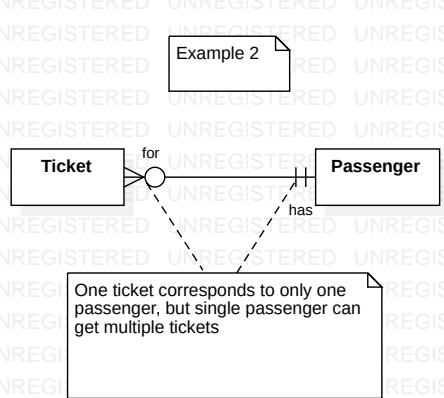 Example 2
Ticket
for
Passenger
has
One ticket corresponds to only one
passenger, but single passenger can
get multiple tickets
UNREGISTERED